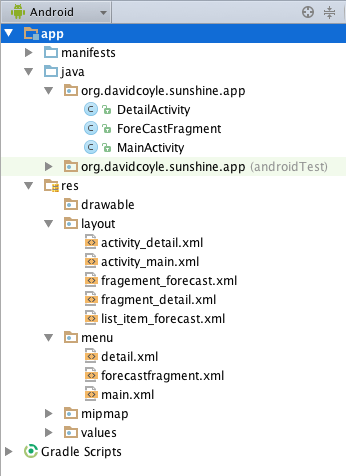 Android
app
manifests
java
org.davidcoyle.sunshine.app
DetailActivity
ForeCastFragment
MainActivity
org.davidcoyle.sunshine.app (androidTest)
res
drawable
layout
activity_detail.xml
activity_main.xml
fragement_forecast.xml
fragment_detail.xml
list_item_forecast.xml
menu
detail.xml
forecastfragment.xml
main.xml
mipmap
values
Gradle Scripts